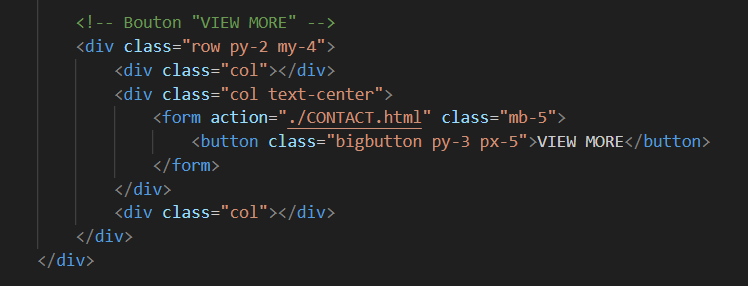 <!-- Bouton "VIEW MORE" -->
<div class="row py-2 my-4">
<div class="col"></div>
<div class="col text-center">
<form action="./CONTACT.html" class="mb-5">
<button class="bigbutton py-3 px-5">VIEW MORE</button>
</form>
</div>
<div class="col"></div>
</div>
</div>